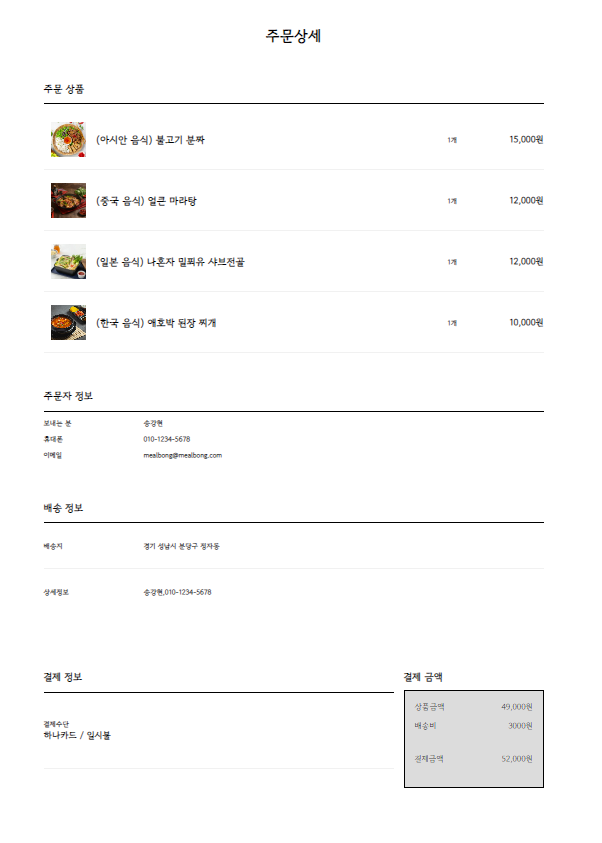 주문상세
주문 상품
(아시안 음식) 불고기 분짜 1개 15,000원
(중국 음식) 얼큰 마라탕 1개 12,000원
(일본 음식) 나혼자 밀푀유 샤브전골 1개 12,000원
(한국 음식) 애호박 된장 찌개 1개 10,000원
주문자 정보
보내는 분 송강현
휴대폰 010-1234-5678
이메일 mealbong@mealbong.com
배송 정보
배송지 경기 성남시 분당구 정자동
상세정보 송강현,010-1234-5678
결제 정보
결제수단
하나카드 / 일시불
결제 금액
상품금액 49,000원
배송비 3000원
결제금액 52,000원